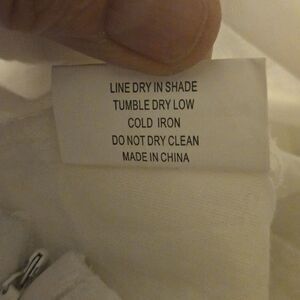 LINE DRY IN SHADE
TUMBLE DRY LOW
COLD IRON
DO NOT DRY CLEAN
MADE IN CHINA